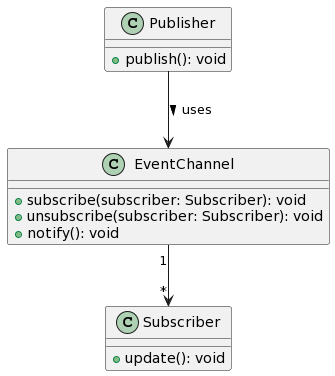 C Publisher
publish(): void
uses
C EventChannel
subscribe(subscriber: Subscriber): void
unsubscribe(subscriber: Subscriber): void
notify(): void
1
*
C Subscriber
update(): void